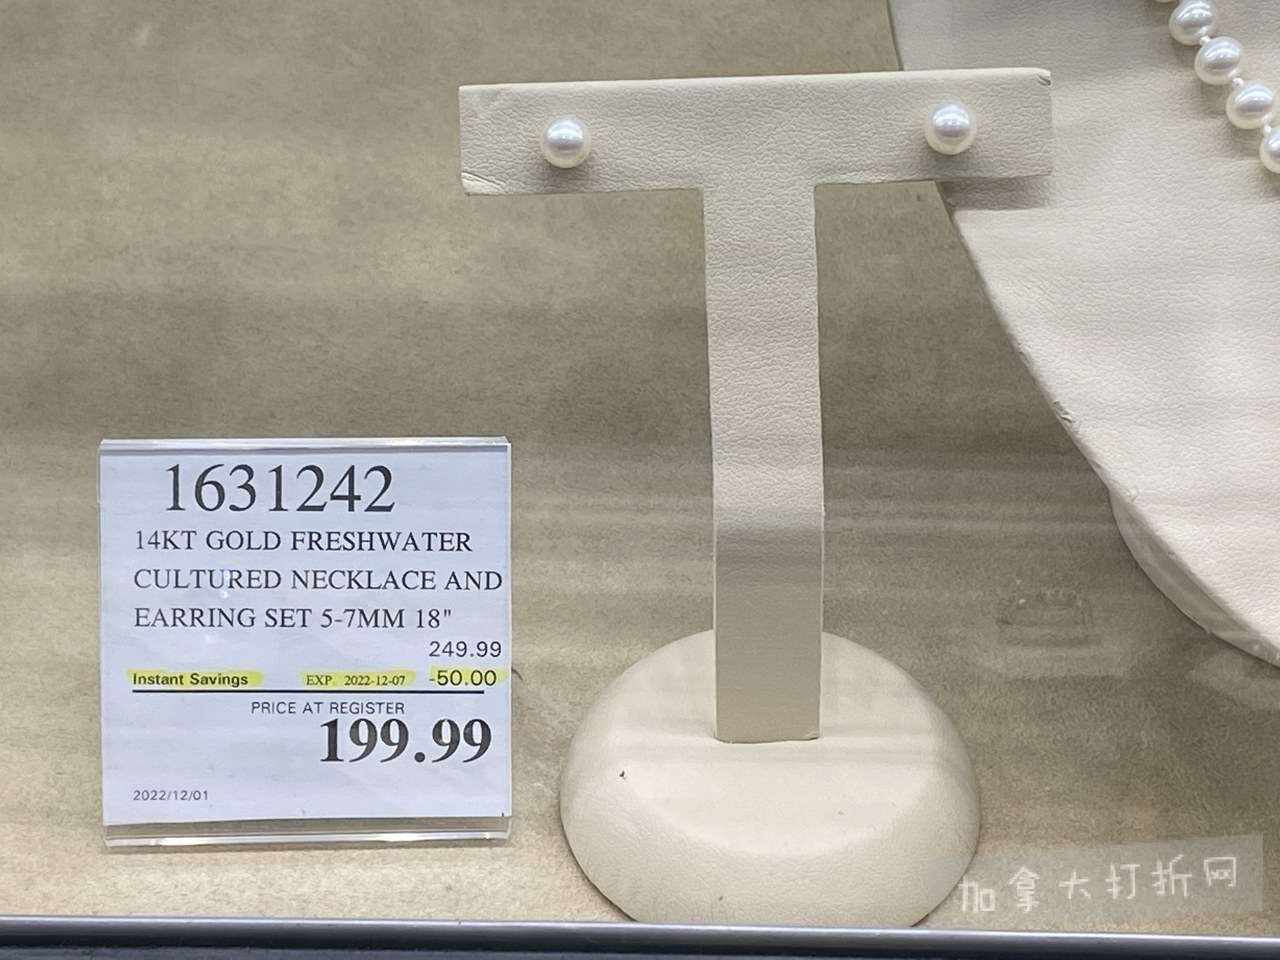 1631242
14KT GOLD FRESHWATER
CULTURED NECKLACE AND
EARRING SET 5-7MM 18"
249.99
Instant Savings EXP. 2022-12-07 -50.00
PRICE AT REGISTER
199.99
2022/12/01
加拿大打折网